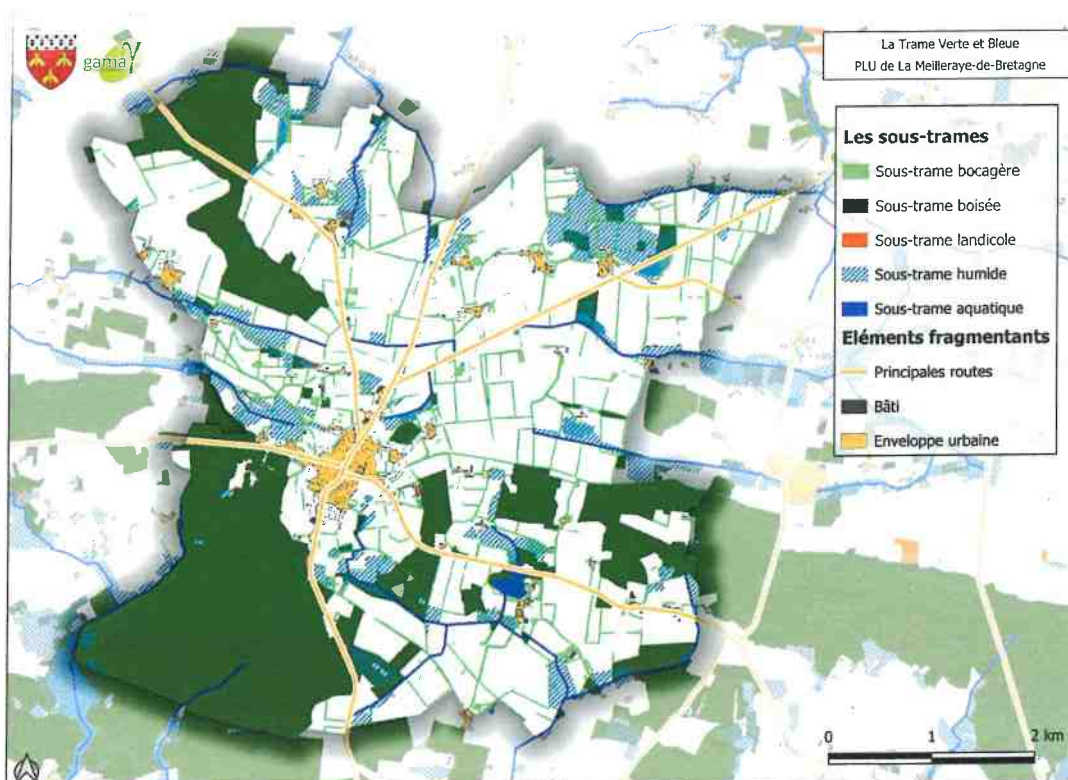 gama
La Trame Verte et Bleue
PLU de La Meilleraye-de-Bretagne
Les sous-trames
Sous-trame bocagère
Sous-trame boisée
Sous-trame landicole
Sous-trame humide
Sous-trame aquatique
Eléments fragmentants
Principales routes
Bâti
Enveloppe urbaine
0 1 2 km